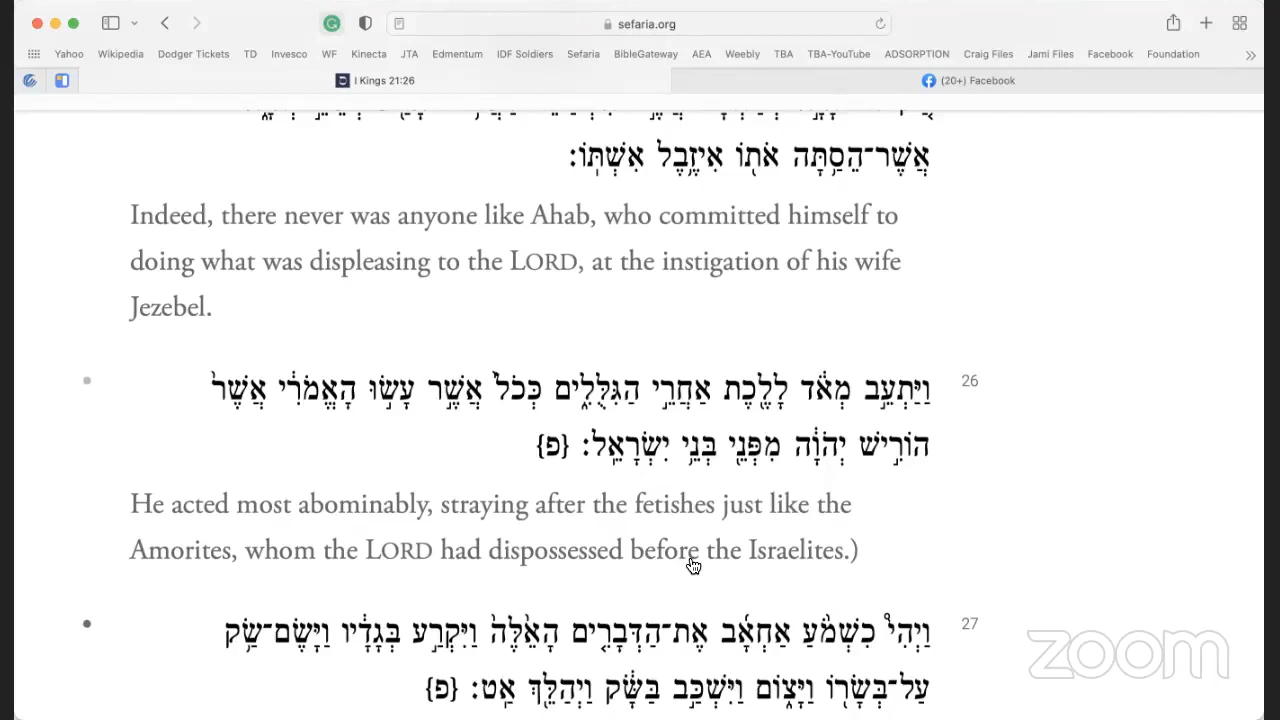 sefaria.org
Yahoo Wikipedia Dodger Tickets TD Invesco WF Kinecta JTA Edmentum IDF Soldiers Sefaria BibleGateway AEA Weebly TBA TBA-YouTube ADSORPTION Craig Files Jami Files Facebook Foundation
I Kings 21:26
(20+) Facebook
אֲשֶׁר־הֵסַ֥תָּה אֹת֖וֹ אִיזֶ֥בֶל אִשְׁתּֽוֹ׃
Indeed, there never was anyone like Ahab, who committed himself to
doing what was displeasing to the LORD, at the instigation of his wife
Jezebel.
26
וַיַּתְעֵ֣ב מְאֹ֔ד לָלֶ֖כֶת אַחֲרֵ֣י הַגִּלֻּלִ֑ים כְּכֹל֙ אֲשֶׁ֣ר עָשׂ֣וּ הָאֱמֹרִ֔י אֲשֶׁר֙
הוֹרִ֣ישׁ יְהֹוָ֔ה מִפְּנֵ֖י בְּנֵ֥י יִשְׂרָאֵֽל׃ {פ}
He acted most abominably, straying after the fetishes just like the
Amorites, whom the LORD had dispossessed before the Israelites.)
27
וַיְהִי֩ כִשְׁמֹ֨עַ אַחְאָ֜ב אֶת־הַדְּבָרִ֤ים הָאֵ֙לֶּה֙ וַיִּקְרַ֣ע בְּגָדָ֔יו וַיָּֽשֶׂם־שַׂ֥ק
עַל־בְּשָׂר֖וֹ וַיָּצ֑וֹם וַיִּשְׁכַּ֣ב בַּשָּׂ֔ק וַיְהַלֵּ֖ךְ אַֽט׃ {פ}
zoom